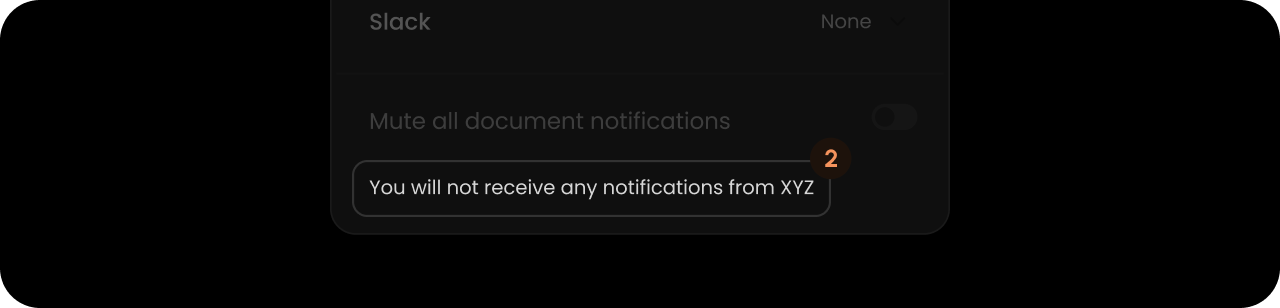 Slack None
Mute all document notifications
2
You will not receive any notifications from XYZ